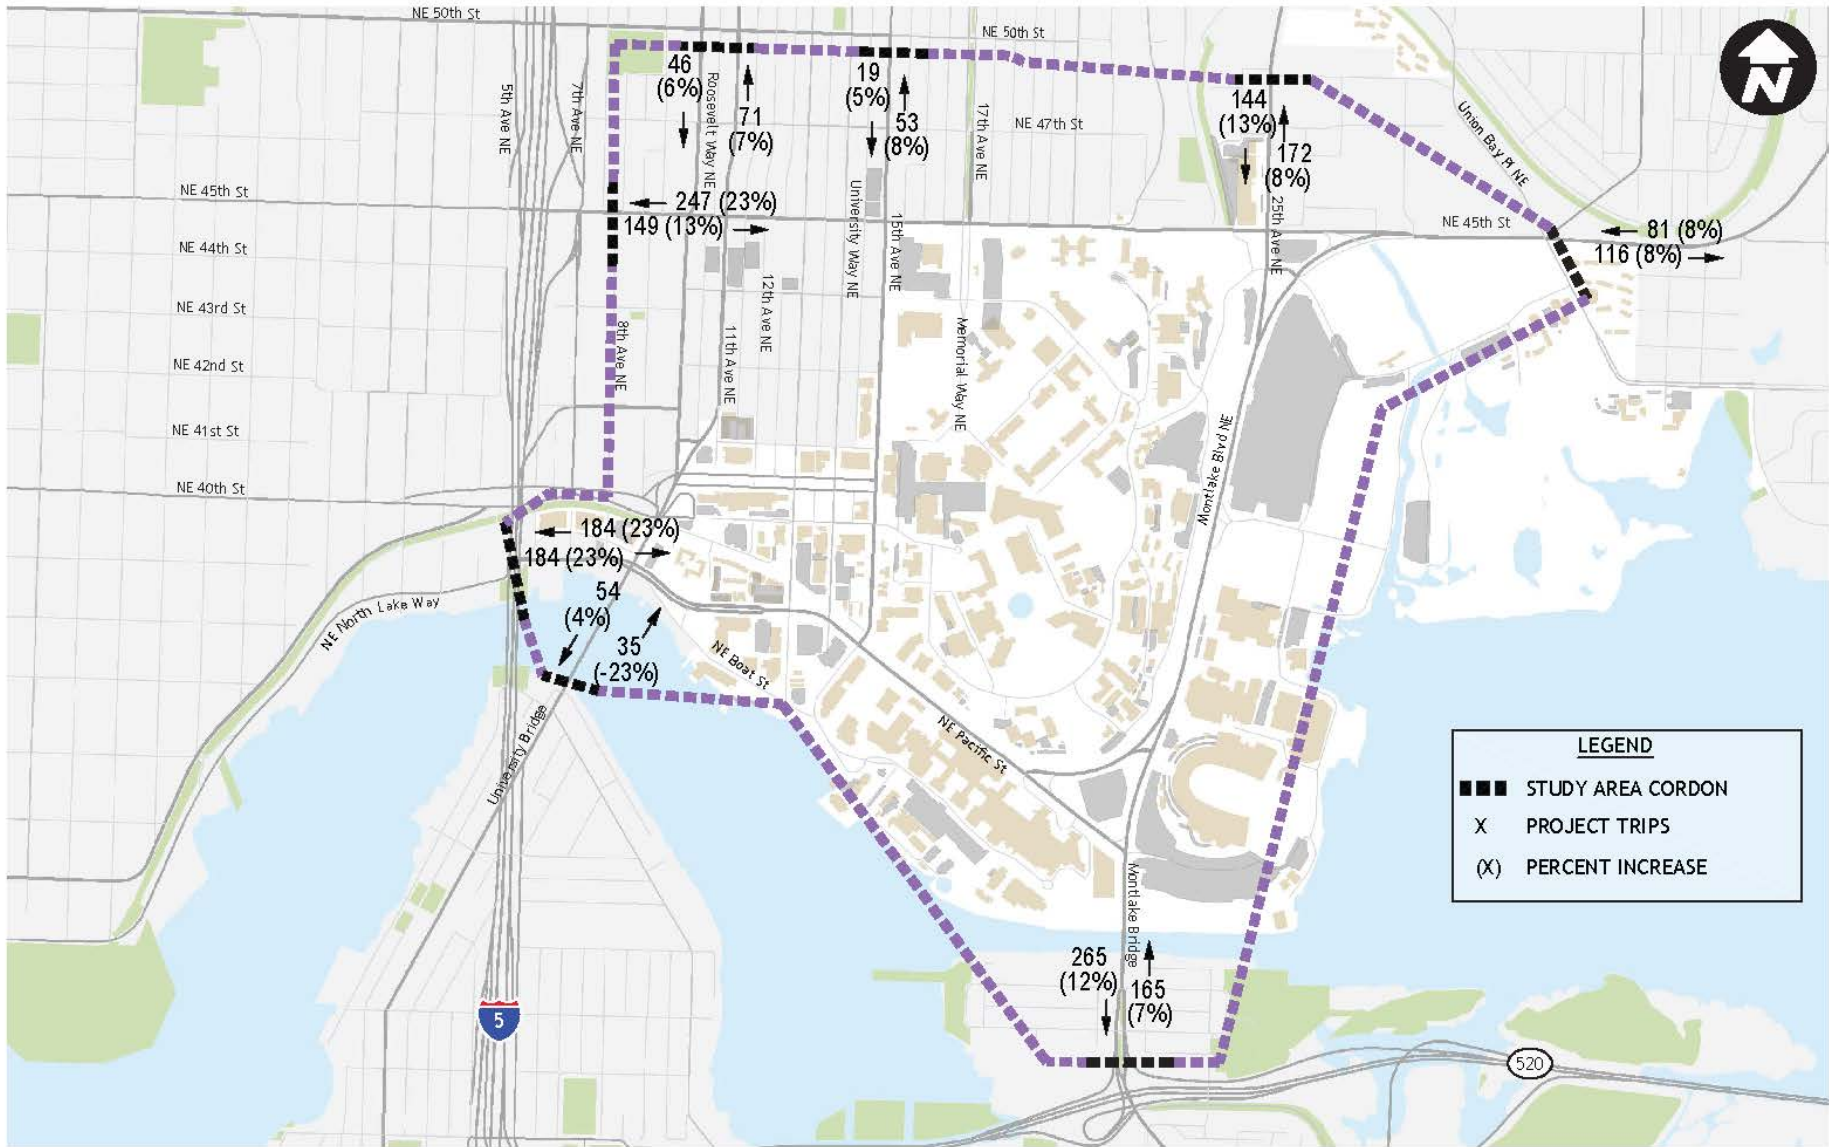 NE 50th St
NE 50th St
N
46
(6%)
71
(7%)
19
(5%)
53
(8%)
144
(13%)
172
(8%)
5th Ave NE
7th Ave NE
Roosevelt Way NE
17th Ave NE
NE 47th St
Union Bay Pl NE
NE 45th St
247 (23%)
149 (13%)
University Way NE
15th Ave NE
25th Ave NE
NE 45th St
81 (8%)
116 (8%)
NE 44th St
12th Ave NE
NE 43rd St
8th Ave NE
11th Ave NE
Memorial Way NE
NE 42nd St
NE 41st St
Montlake Blvd NE
NE 40th St
184 (23%)
184 (23%)
54
(4%)
35
(-23%)
NE North Lake Way
NE Boat St
University Bridge
NE Pacific St
LEGEND
STUDY AREA CORDON
X PROJECT TRIPS
(X) PERCENT INCREASE
Montlake Bridge
265
(12%)
165
(7%)
5
520